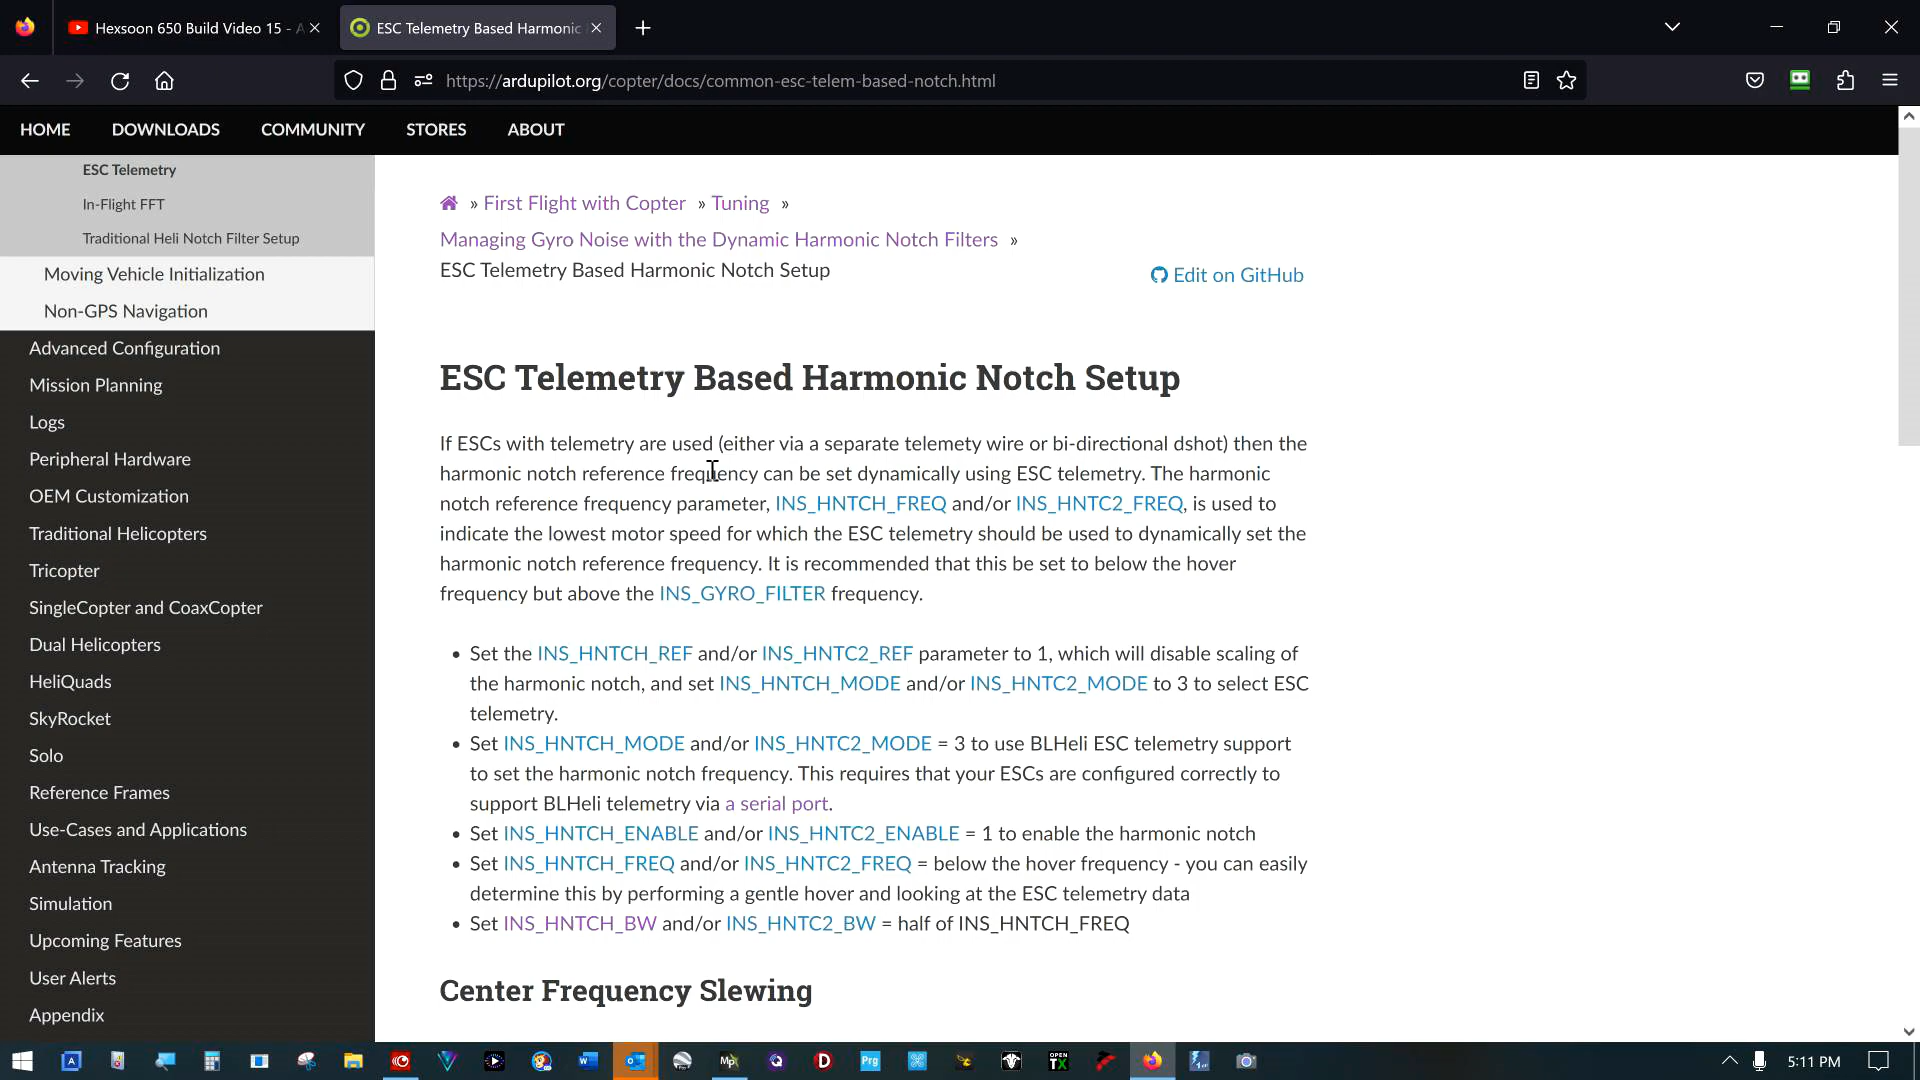 Hexsoon 650 Build Video 15 - A
ESC Telemetry Based Harmonic
https://ardupilot.org/copter/docs/common-esc-telem-based-notch.html
HOME DOWNLOADS COMMUNITY STORES ABOUT
ESC Telemetry
In-Flight FFT
Traditional Heli Notch Filter Setup
Moving Vehicle Initialization
Non-GPS Navigation
Advanced Configuration
Mission Planning
Logs
Peripheral Hardware
OEM Customization
Traditional Helicopters
Tricopter
SingleCopter and CoaxCopter
Dual Helicopters
HeliQuads
SkyRocket
Solo
Reference Frames
Use-Cases and Applications
Antenna Tracking
Simulation
Upcoming Features
User Alerts
Appendix
» First Flight with Copter » Tuning »
Managing Gyro Noise with the Dynamic Harmonic Notch Filters »
ESC Telemetry Based Harmonic Notch Setup
Edit on GitHub
ESC Telemetry Based Harmonic Notch Setup
If ESCs with telemetry are used (either via a separate telemety wire or bi-directional dshot) then the
harmonic notch reference frequency can be set dynamically using ESC telemetry. The harmonic
notch reference frequency parameter, INS_HNTCH_FREQ and/or INS_HNTC2_FREQ, is used to
indicate the lowest motor speed for which the ESC telemetry should be used to dynamically set the
harmonic notch reference frequency. It is recommended that this be set to below the hover
frequency but above the INS_GYRO_FILTER frequency.
• Set the INS_HNTCH_REF and/or INS_HNTC2_REF parameter to 1, which will disable scaling of
the harmonic notch, and set INS_HNTCH_MODE and/or INS_HNTC2_MODE to 3 to select ESC
telemetry.
• Set INS_HNTCH_MODE and/or INS_HNTC2_MODE = 3 to use BLHeli ESC telemetry support
to set the harmonic notch frequency. This requires that your ESCs are configured correctly to
support BLHeli telemetry via a serial port.
• Set INS_HNTCH_ENABLE and/or INS_HNTC2_ENABLE = 1 to enable the harmonic notch
• Set INS_HNTCH_FREQ and/or INS_HNTC2_FREQ = below the hover frequency - you can easily
determine this by performing a gentle hover and looking at the ESC telemetry data
• Set INS_HNTCH_BW and/or INS_HNTC2_BW = half of INS_HNTCH_FREQ
Center Frequency Slewing
5:11 PM